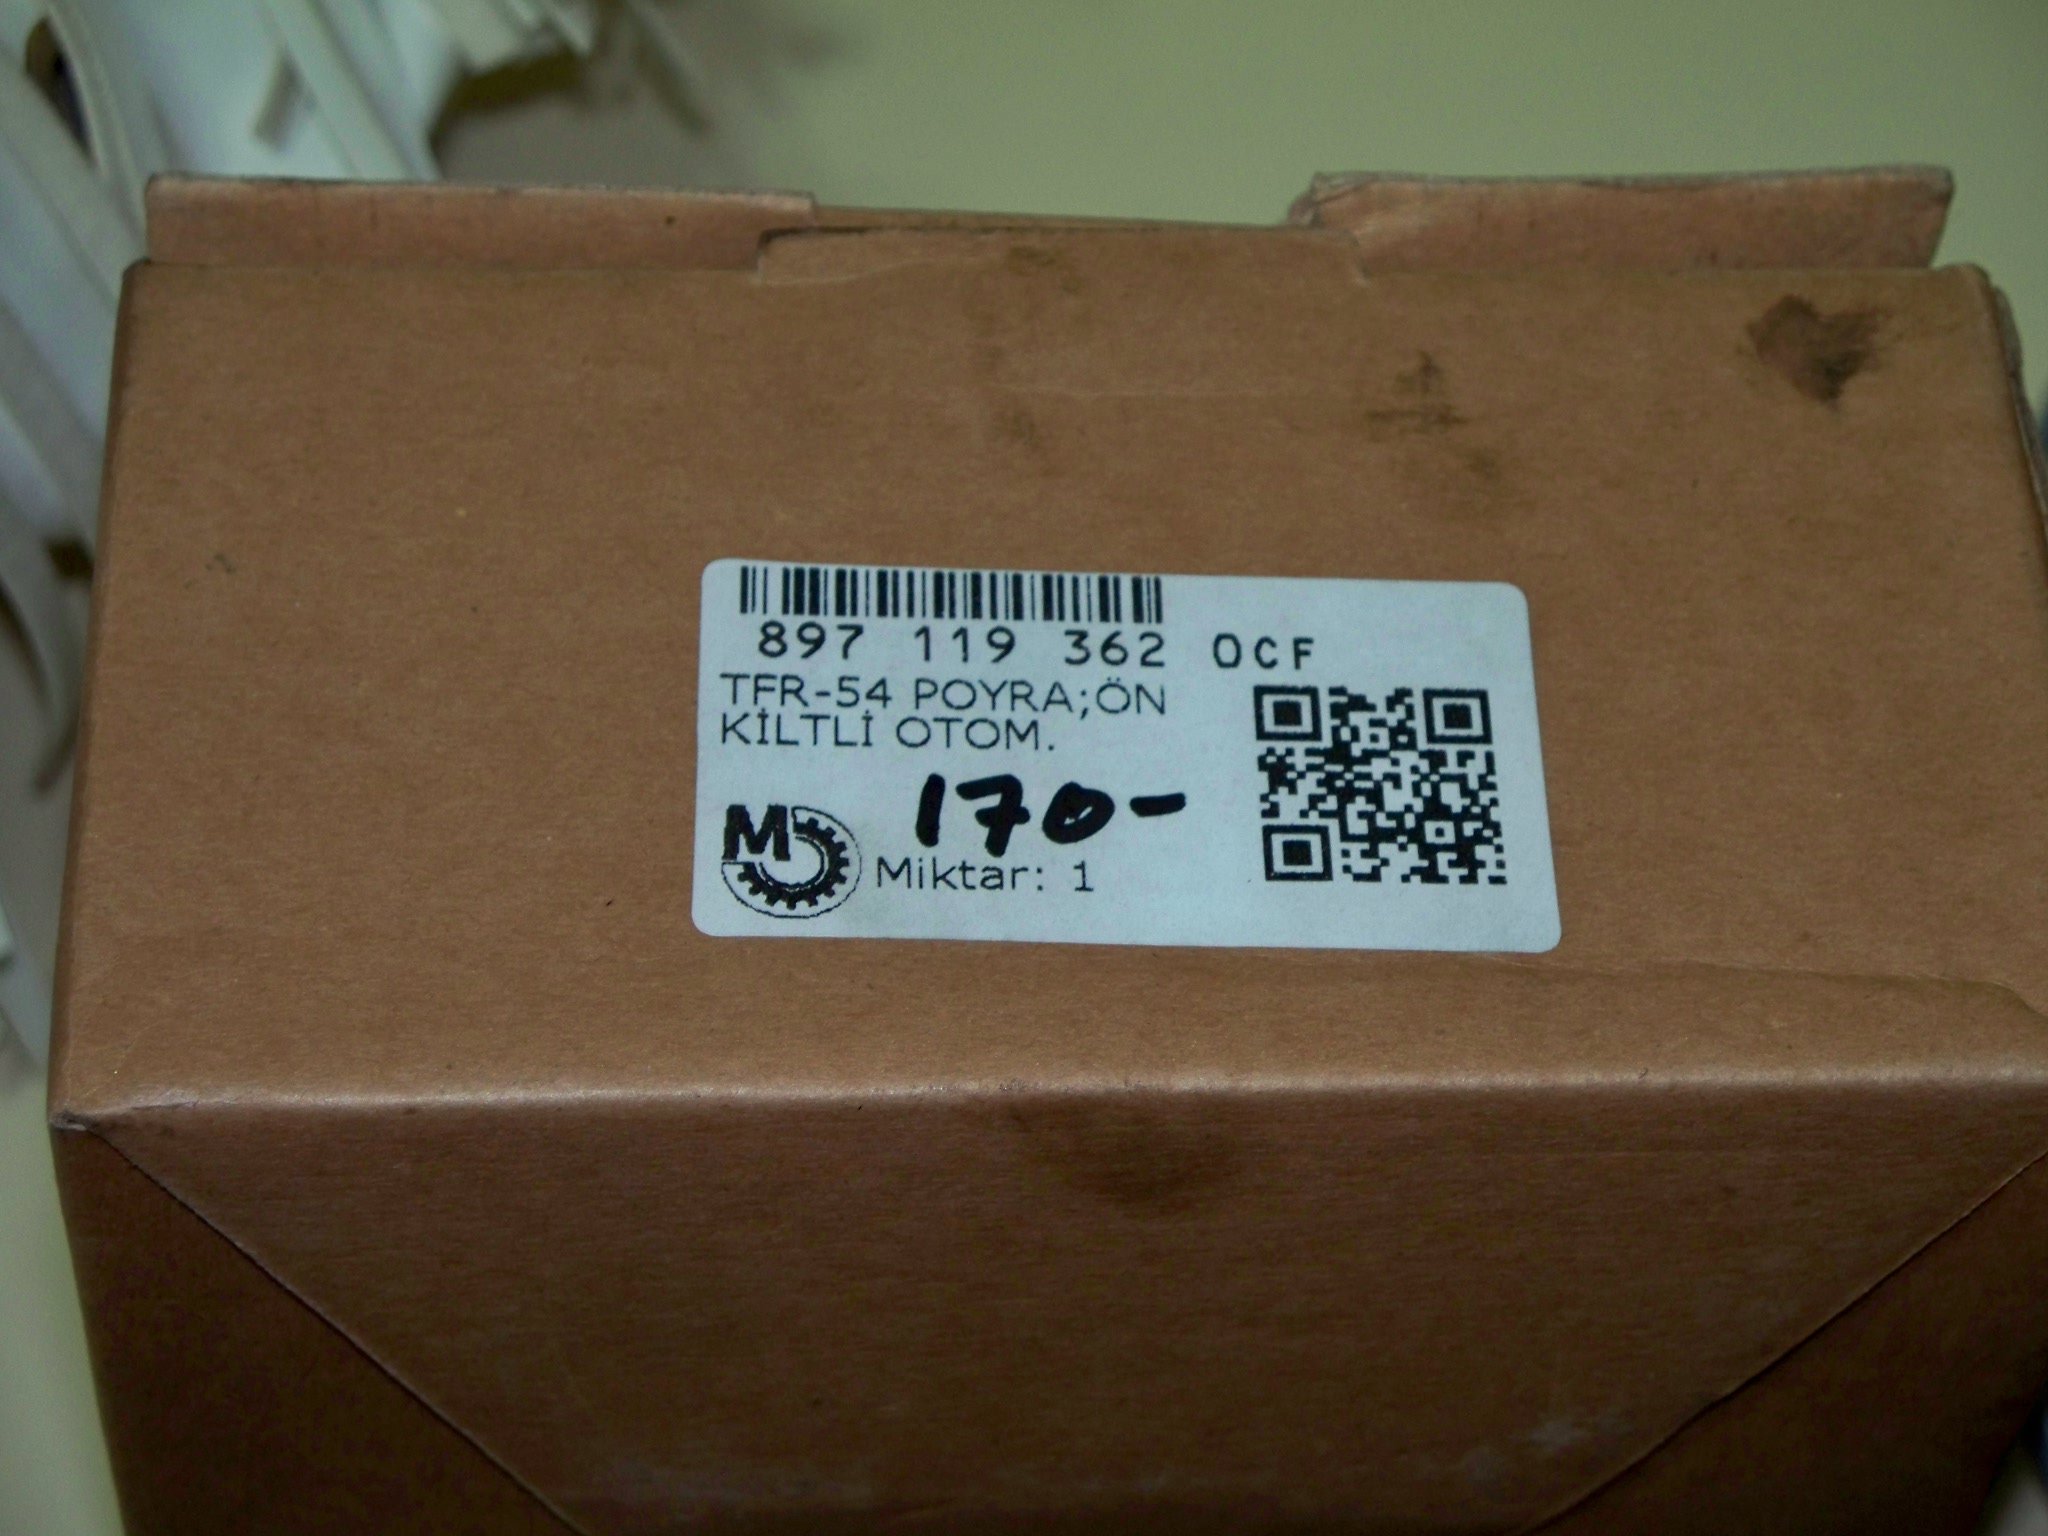 897 119 362 0CF
TFR-54 POYRA;ÖN
KİLTLİ OTOM.
170-
M
Miktar: 1